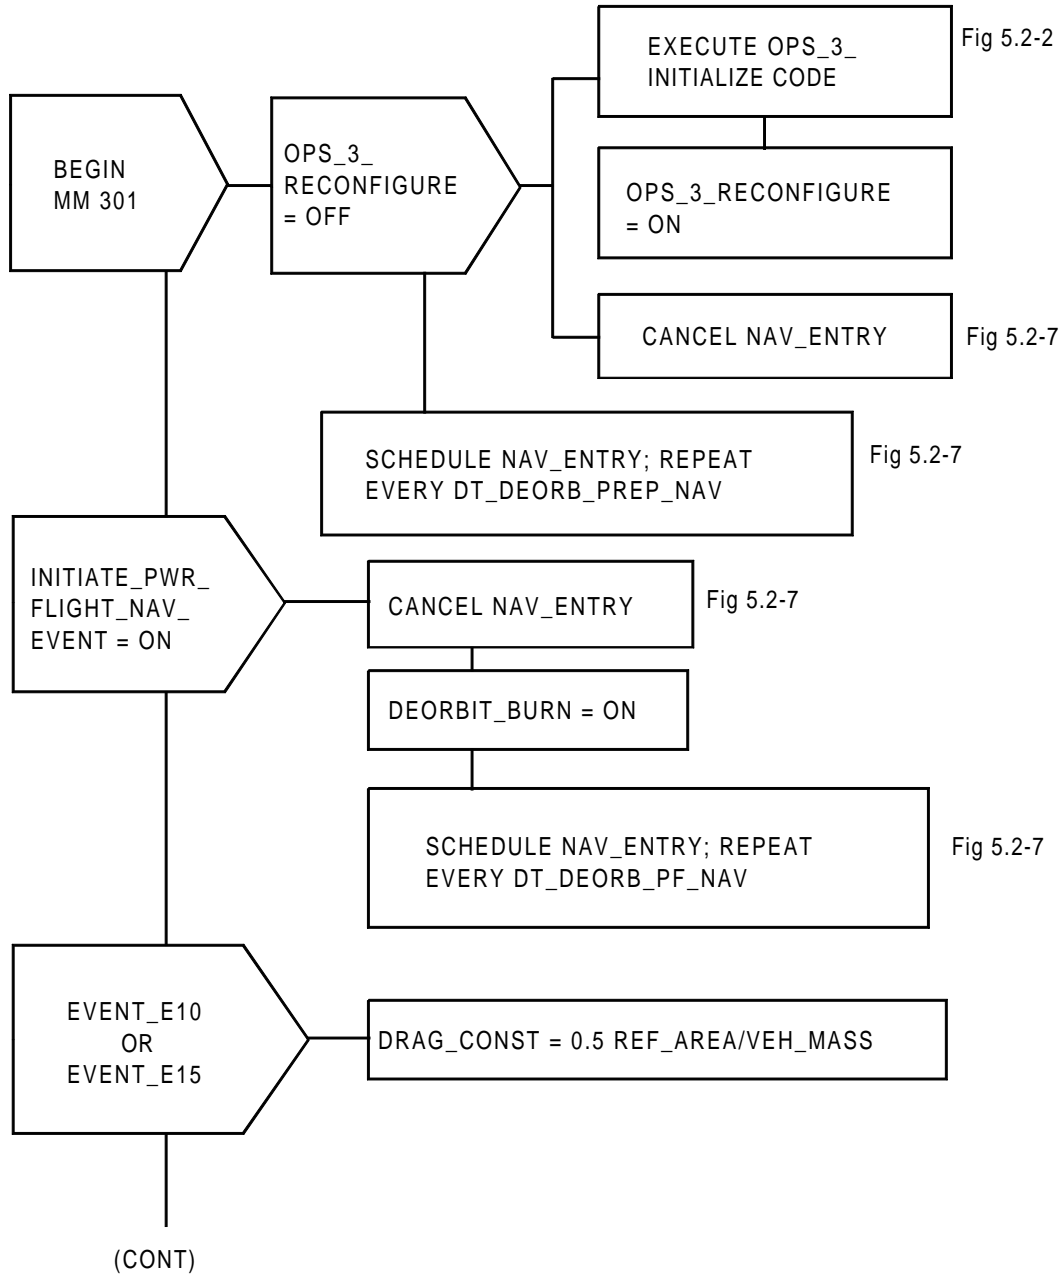 EXECUTE OPS_3_
INITIALIZE CODE
Fig 5.2-2
BEGIN
MM 301
OPS_3_
RECONFIGURE
= OFF
OPS_3_RECONFIGURE
= ON
CANCEL NAV_ENTRY
Fig 5.2-7
SCHEDULE NAV_ENTRY; REPEAT
EVERY DT_DEORB_PREP_NAV
Fig 5.2-7
INITIATE_PWR_
FLIGHT_NAV_
EVENT = ON
CANCEL NAV_ENTRY
Fig 5.2-7
DEORBIT_BURN = ON
SCHEDULE NAV_ENTRY; REPEAT
EVERY DT_DEORB_PF_NAV
Fig 5.2-7
EVENT_E10
OR
EVENT_E15
DRAG_CONST = 0.5 REF_AREA/VEH_MASS
(CONT)